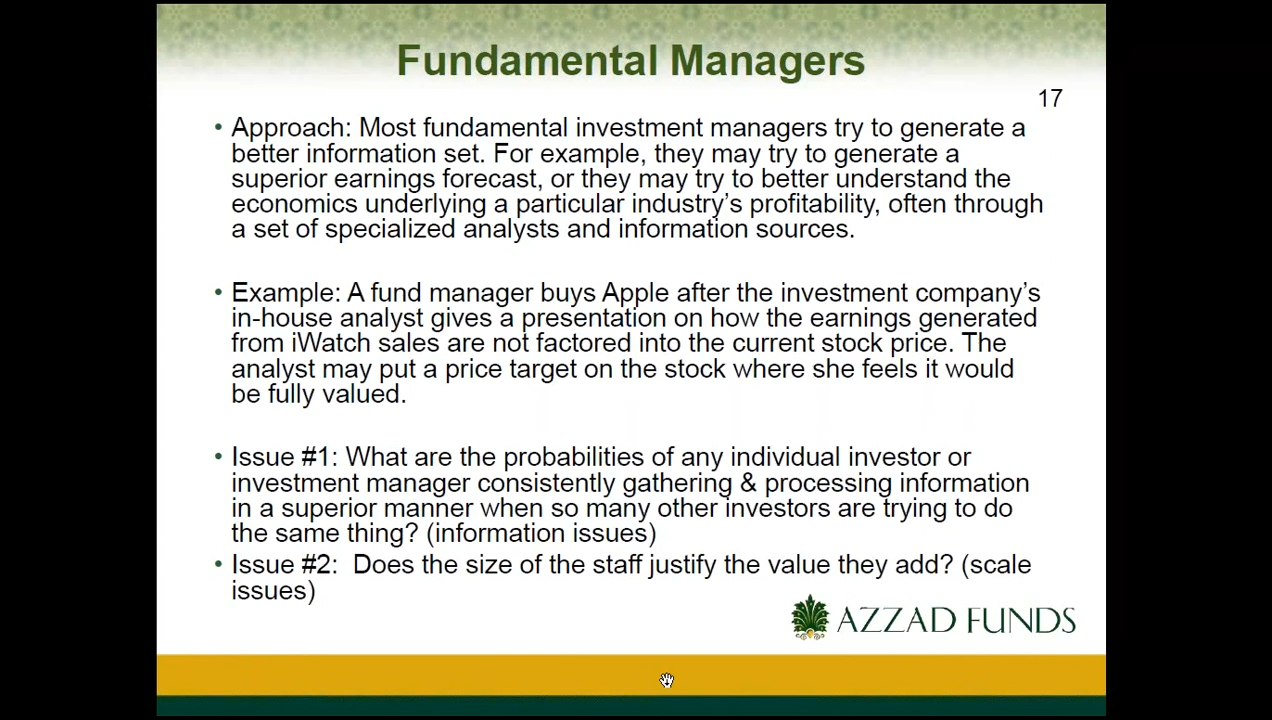 Fundamental Managers
17
• Approach: Most fundamental investment managers try to generate a
better information set. For example, they may try to generate a
superior earnings forecast, or they may try to better understand the
economics underlying a particular industry’s profitability, often through
a set of specialized analysts and information sources.
• Example: A fund manager buys Apple after the investment company’s
in-house analyst gives a presentation on how the earnings generated
from iWatch sales are not factored into the current stock price. The
analyst may put a price target on the stock where she feels it would
be fully valued.
• Issue #1: What are the probabilities of any individual investor or
investment manager consistently gathering & processing information
in a superior manner when so many other investors are trying to do
the same thing? (information issues)
• Issue #2:  Does the size of the staff justify the value they add? (scale
issues)
AZZAD FUNDS